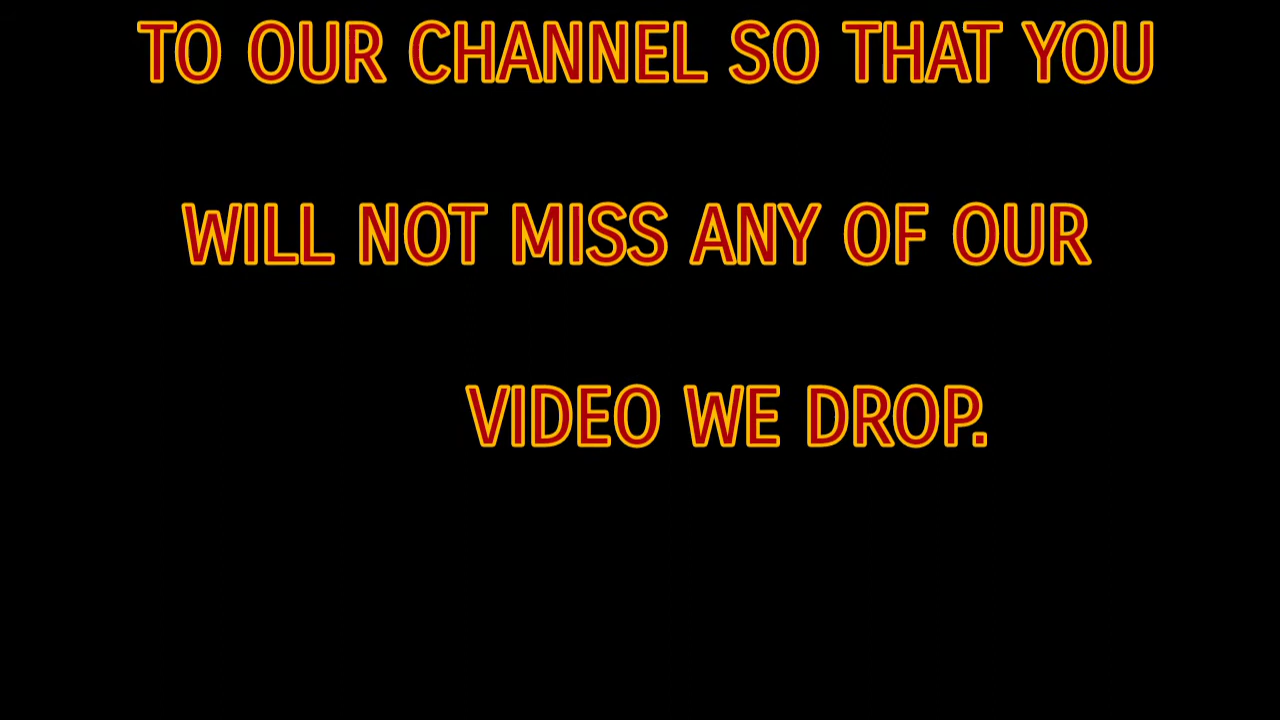 TO OUR CHANNEL SO THAT YOU
WILL NOT MISS ANY OF OUR
VIDEO WE DROP.